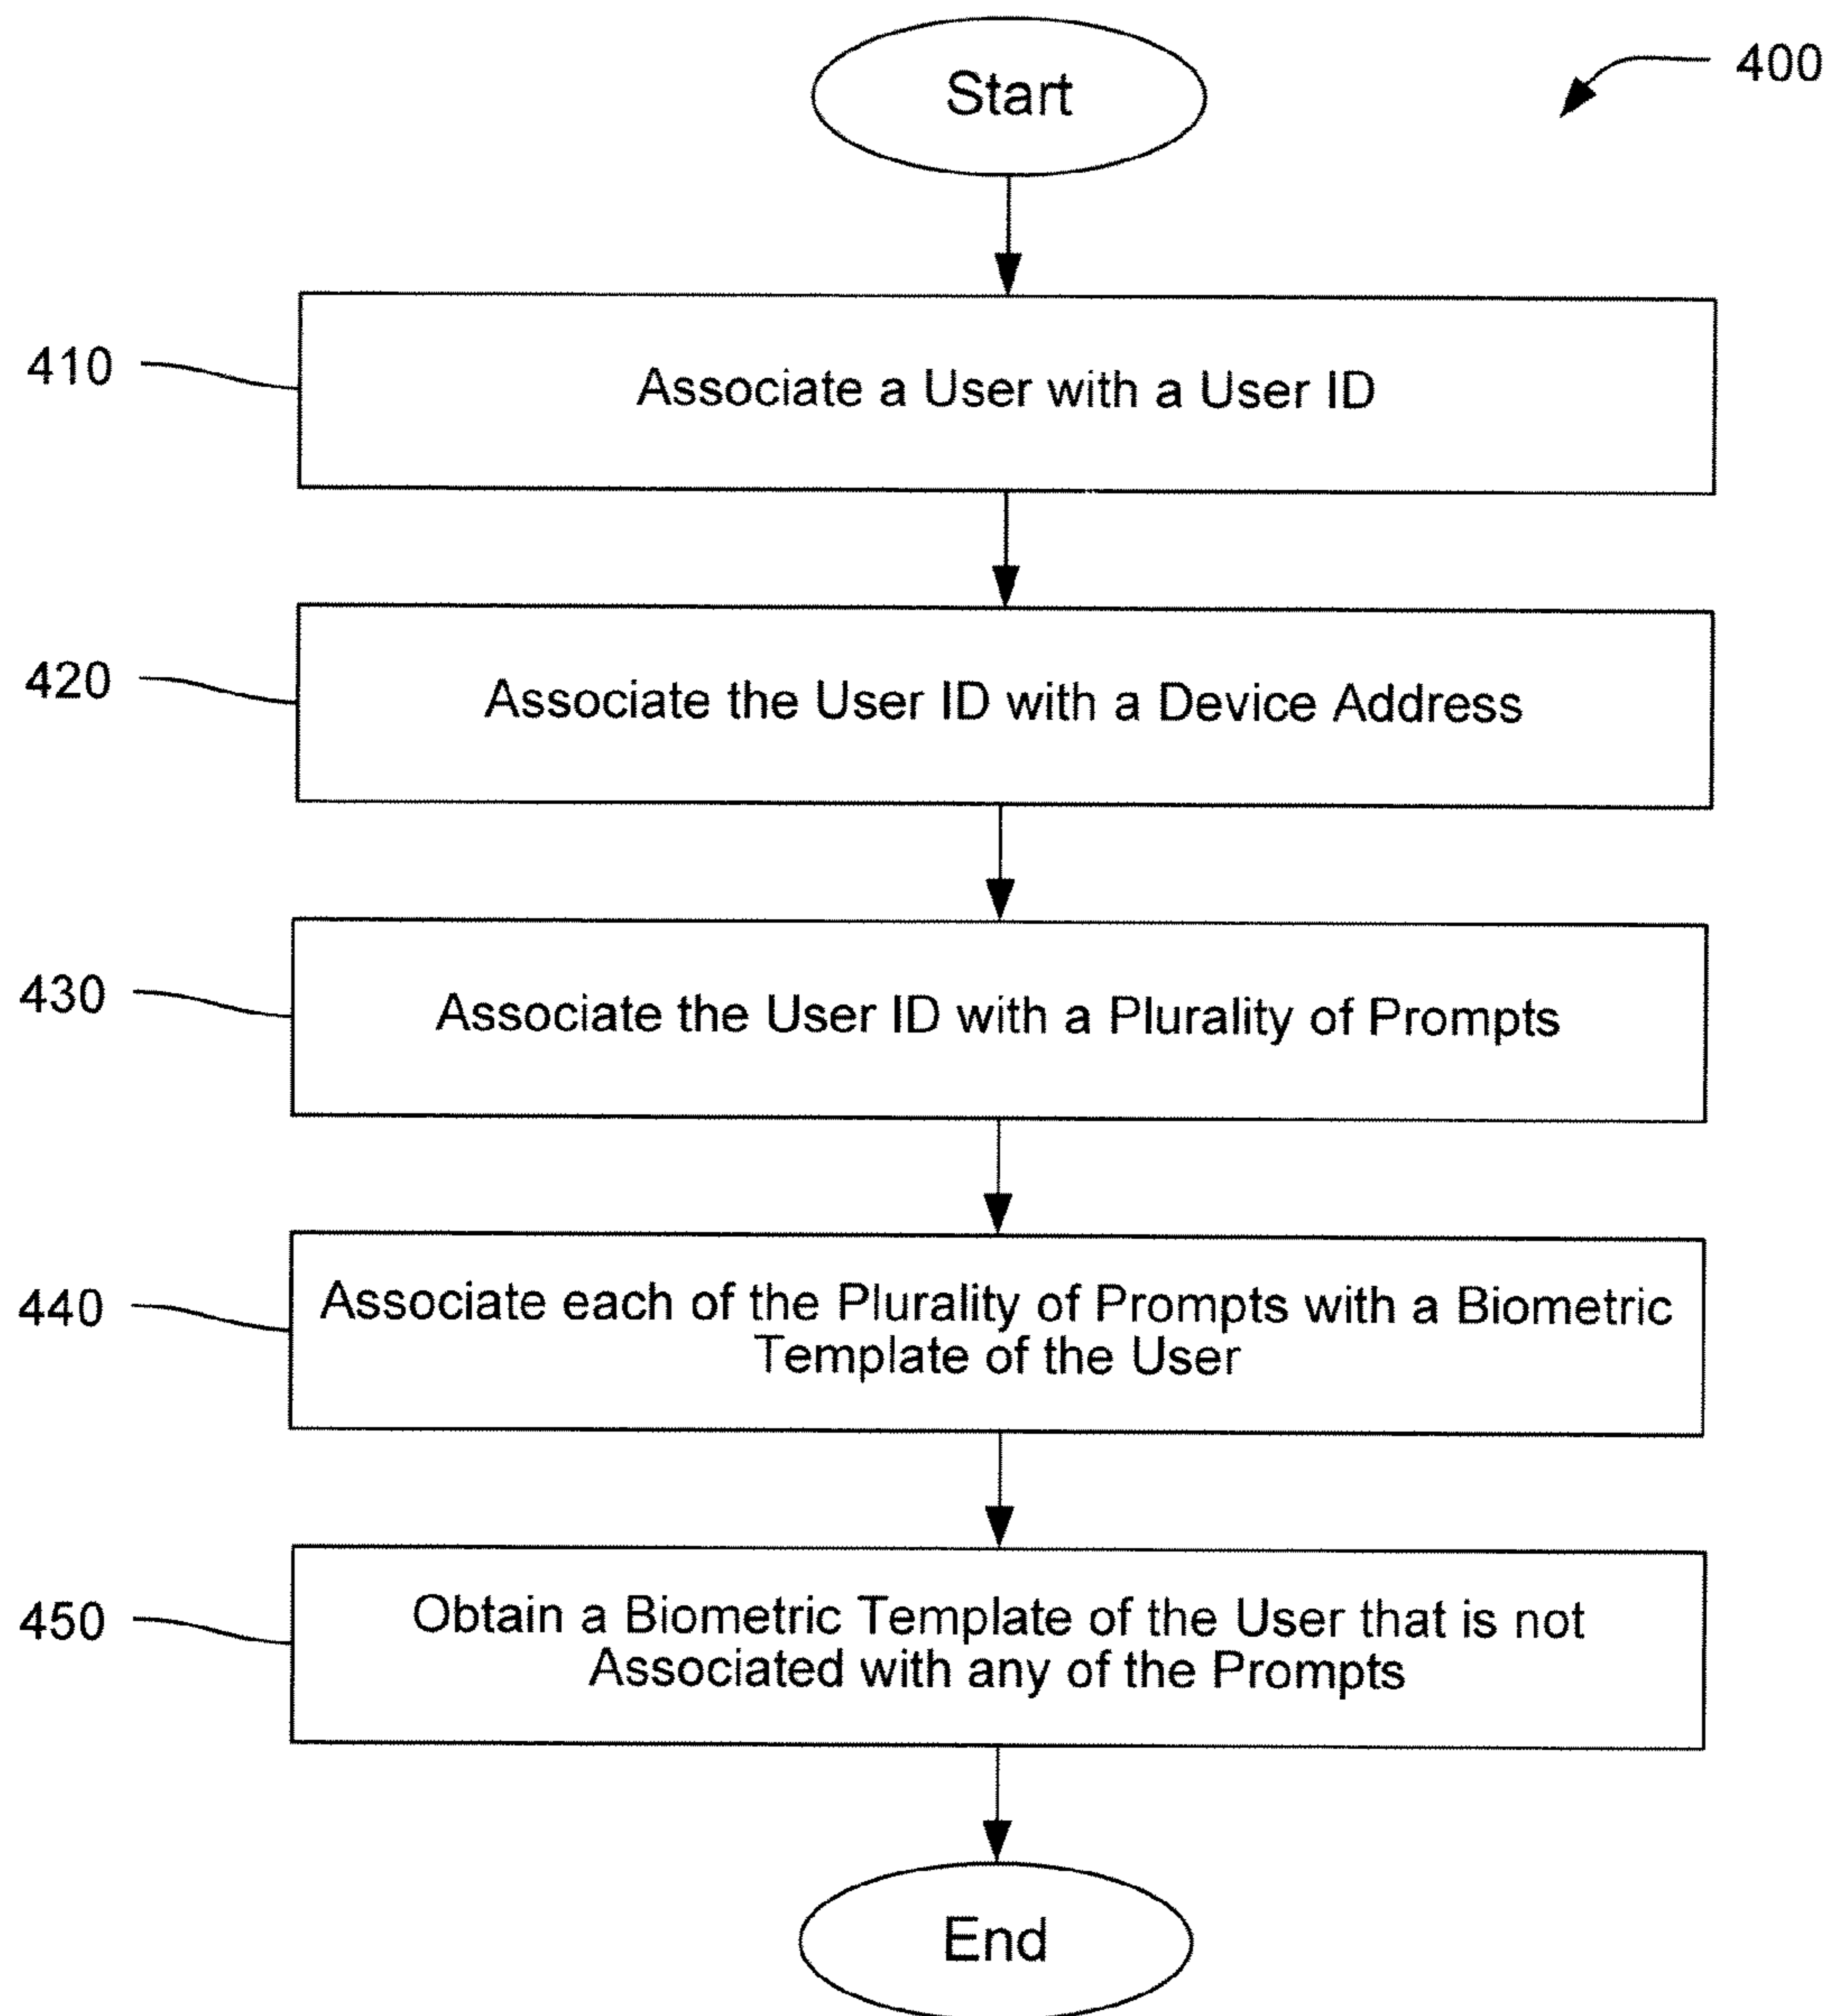 Start
400
410
Associate a User with a User ID
420
Associate the User ID with a Device Address
430
Associate the User ID with a Plurality of Prompts
440
Associate each of the Plurality of Prompts with a Biometric
Template of the User
450
Obtain a Biometric Template of the User that is not
Associated with any of the Prompts
End